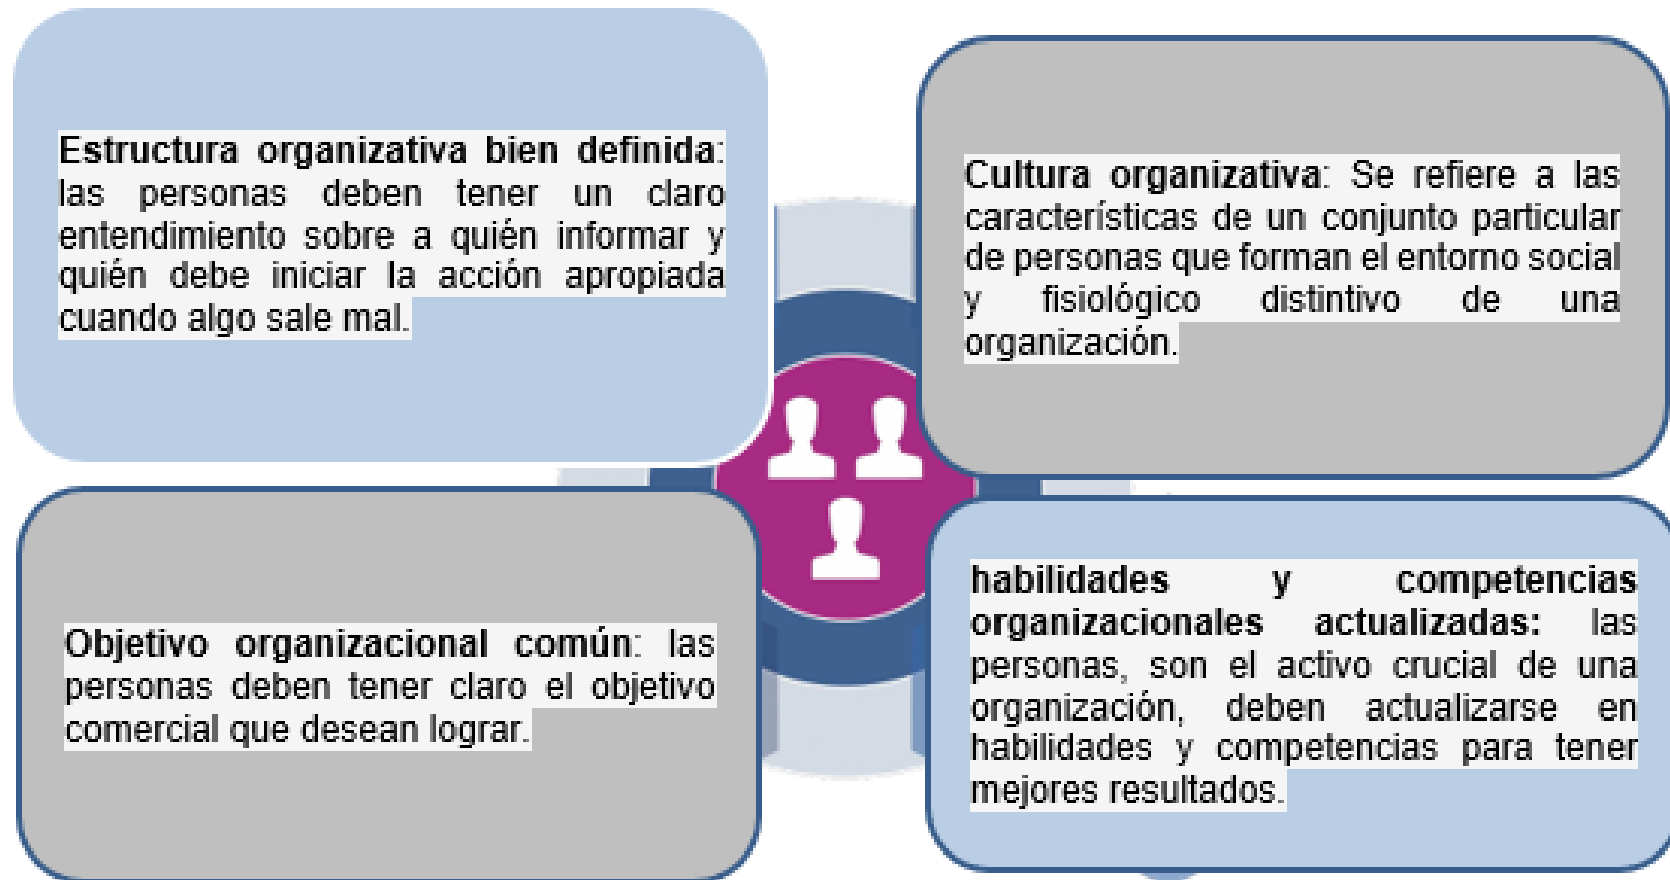 Estructura organizativa bien definida:
las personas deben tener un claro
entendimiento sobre a quién informar y
quién debe iniciar la acción apropiada
cuando algo sale mal.
Cultura organizativa: Se refiere a las
características de un conjunto particular
de personas que forman el entorno social
y fisiológico distintivo de una
organización.
Objetivo organizacional común: las
personas deben tener claro el objetivo
comercial que desean lograr.
habilidades y competencias
organizacionales actualizadas: las
personas, son el activo crucial de una
organización, deben actualizarse en
habilidades y competencias para tener
mejores resultados.